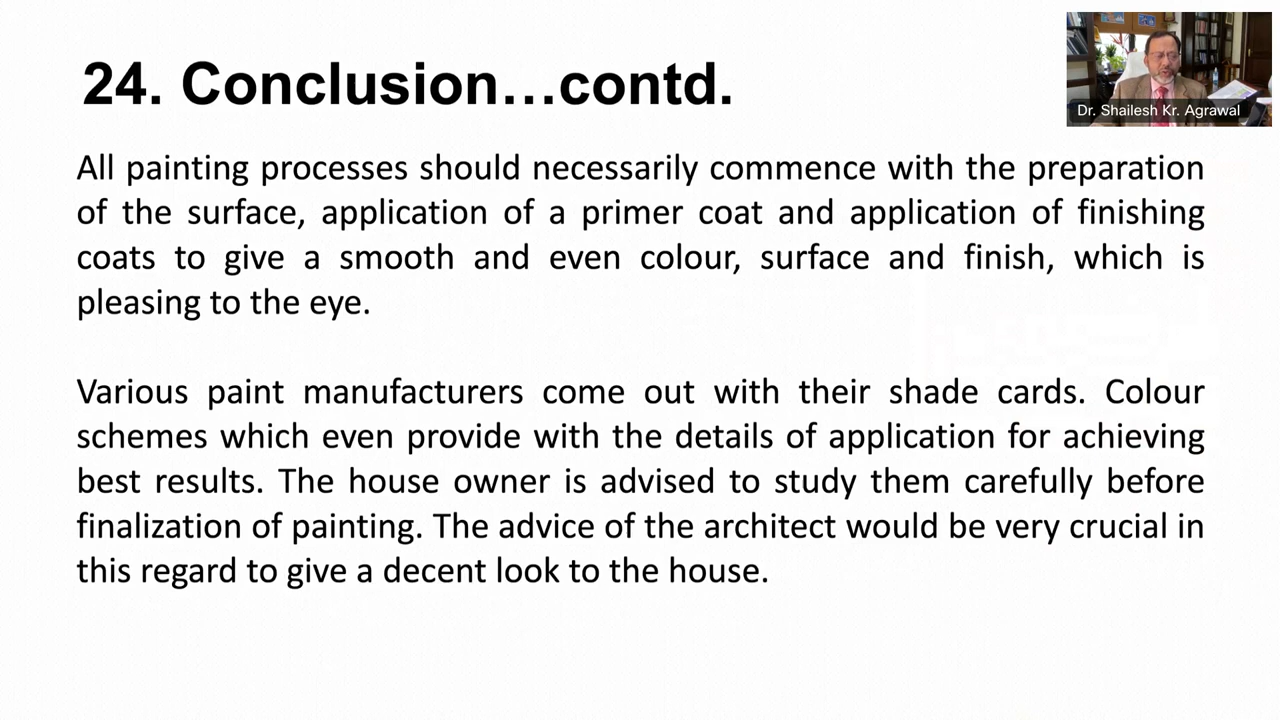 24. Conclusion...contd.
Dr. Shailesh Kr. Agrawal
All painting processes should necessarily commence with the preparation
of the surface, application of a primer coat and application of finishing
coats to give a smooth and even colour, surface and finish, which is
pleasing to the eye.
Various paint manufacturers come out with their shade cards. Colour
schemes which even provide with the details of application for achieving
best results. The house owner is advised to study them carefully before
finalization of painting. The advice of the architect would be very crucial in
this regard to give a decent look to the house.